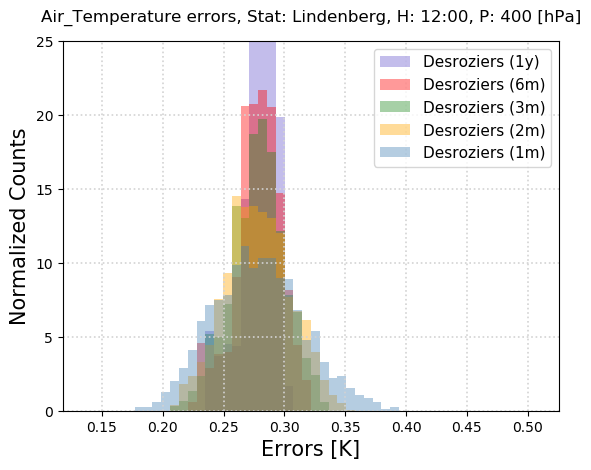 Air_Temperature errors, Stat: Lindenberg, H: 12:00, P: 400 [hPa]
25
20
15
10
5
0
Normalized Counts
Desroziers (1y)
Desroziers (6m)
Desroziers (3m)
Desroziers (2m)
Desroziers (1m)
0.15 0.20 0.25 0.30 0.35 0.40 0.45 0.50
Errors [K]